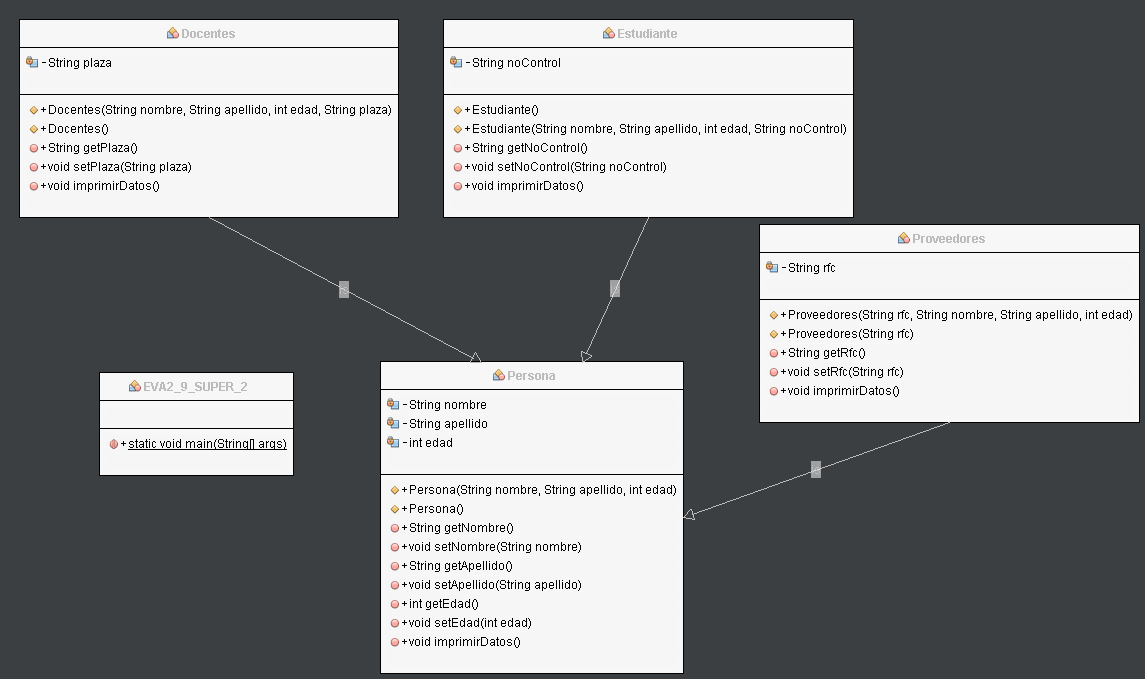 Docentes
-String plaza
+Docentes(String nombre, String apellido, int edad, String plaza)
+Docentes()
+String getPlaza()
+void setPlaza(String plaza)
+void imprimirDatos()
Estudiante
-String noControl
+Estudiante()
+Estudiante(String nombre, String apellido, int edad, String noControl)
+String getNoControl()
+void setNoControl(String noControl)
+void imprimirDatos()
Proveedores
-String rfc
+Proveedores(String rfc, String nombre, String apellido, int edad)
+Proveedores(String rfc)
+String getRfc()
+void setRfc(String rfc)
+void imprimirDatos()
EVA2_9_SUPER_2
+static void main(String[] args)
Persona
-String nombre
-String apellido
-int edad
+Persona(String nombre, String apellido, int edad)
+Persona()
+String getNombre()
+void setNombre(String nombre)
+String getApellido()
+void setApellido(String apellido)
+int getEdad()
+void setEdad(int edad)
+void imprimirDatos()